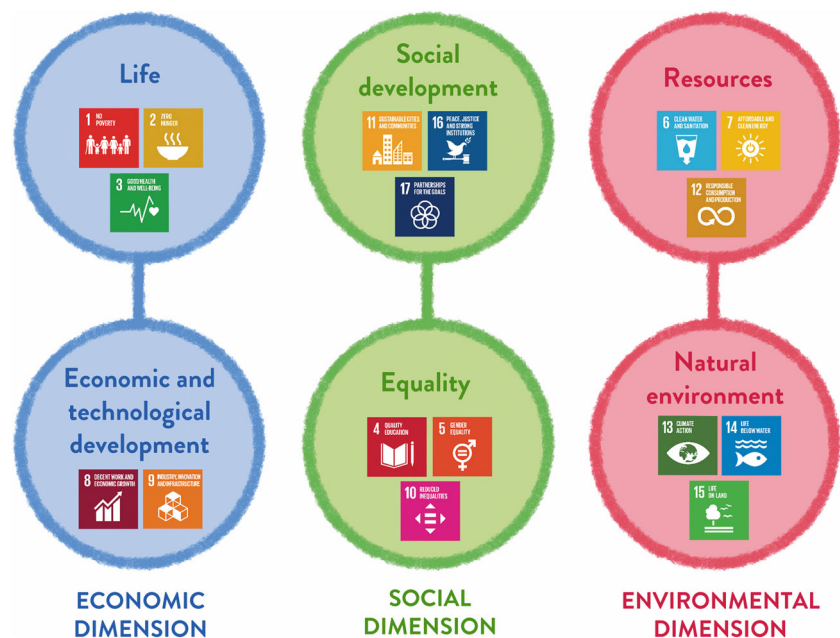 Life
1 NO
POVERTY
2 ZERO
HUNGER
3 GOOD HEALTH
AND WELL-BEING
Economic and
technological
development
8 DECENT WORK AND
ECONOMIC GROWTH
9 INDUSTRY, INNOVATION
AND INFRASTRUCTURE
ECONOMIC
DIMENSION
Social
development
11 SUSTAINABLE CITIES
AND COMMUNITIES
16 PEACE, JUSTICE
AND STRONG
INSTITUTIONS
17 PARTNERSHIPS
FOR THE GOALS
Equality
4 QUALITY
EDUCATION
5 GENDER
EQUALITY
10 REDUCED
INEQUALITIES
SOCIAL
DIMENSION
Resources
6 CLEAN WATER
AND SANITATION
7 AFFORDABLE AND
CLEAN ENERGY
12 RESPONSIBLE
CONSUMPTION
AND PRODUCTION
Natural
environment
13 CLIMATE
ACTION
14 LIFE
BELOW WATER
15 LIFE
ON LAND
ENVIRONMENTAL
DIMENSION